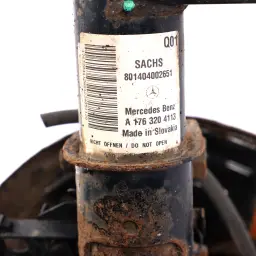 Q01
SACHS
801404002651
Mercedes Benz
A 176 320 4113
Made in Slovakia
NICHT ÖFFNEN / DO NOT OPEN